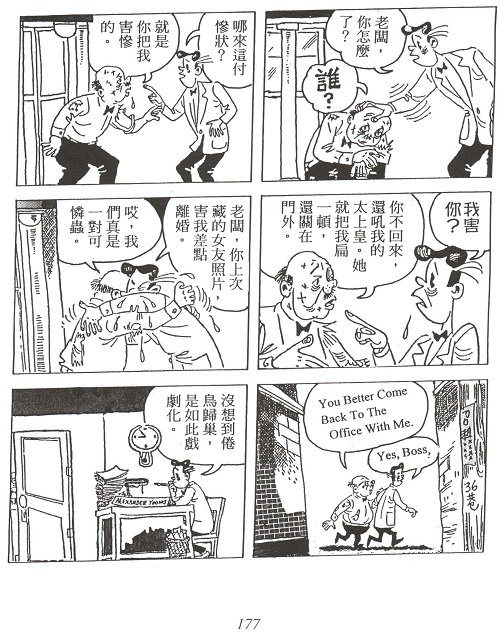 老闆,
你怎麼
了?
誰?
哪來這付
慘狀?
就是
你把我
害慘
的。
我害
你?
你不回來,
還吼我的
太上皇。她
就把我扁
一頓,
還關在
門外。
老闆,你上次
藏的女友照片,
害我差點
離婚。
哎,我
們真是
一對可
憐蟲。
You Better Come
Back To The
Office With Me.
Yes, Boss,
36巷
沒想到倦
鳥歸巢,
是如此戲
劇化。
ALEXANDER YOUNG
177